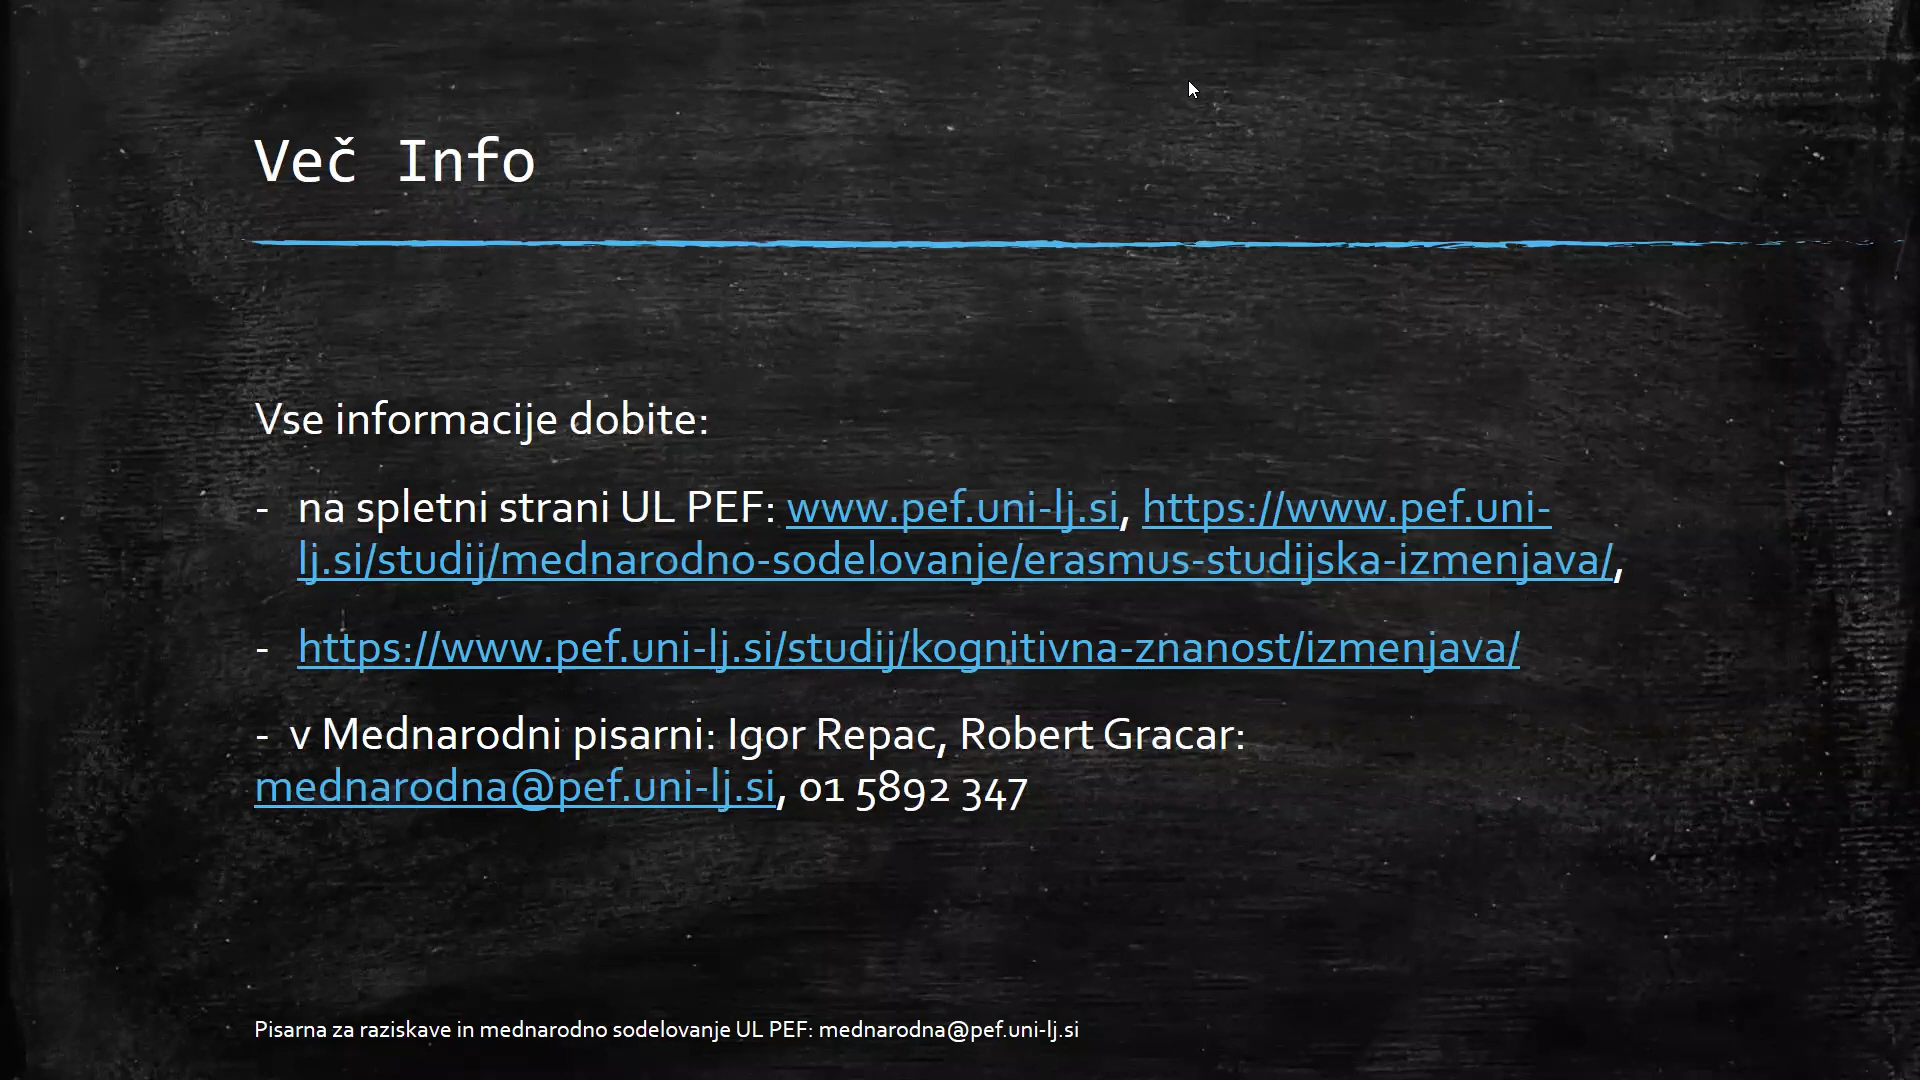 Več Info
Vse informacije dobite:
- na spletni strani UL PEF: www.pef.uni-lj.si, https://www.pef.uni-
lj.si/studij/mednarodno-sodelovanje/erasmus-studijska-izmenjava/,
- https://www.pef.uni-lj.si/studij/kognitivna-znanost/izmenjava/
- v Mednarodni pisarni: Igor Repac, Robert Gracar:
mednarodna@pef.uni-lj.si, 01 5892 347
Pisarna za raziskave in mednarodno sodelovanje UL PEF: mednarodna@pef.uni-lj.si